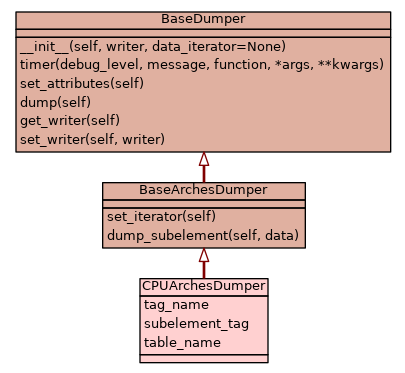 BaseDumper
__init__(self, writer, data_iterator=None)
timer(debug_level, message, function, *args, **kwargs)
set_attributes(self)
dump(self)
get_writer(self)
set_writer(self, writer)
BaseArchesDumper
set_iterator(self)
dump_subelement(self, data)
CPUArchesDumper
tag_name
subelement_tag
table_name